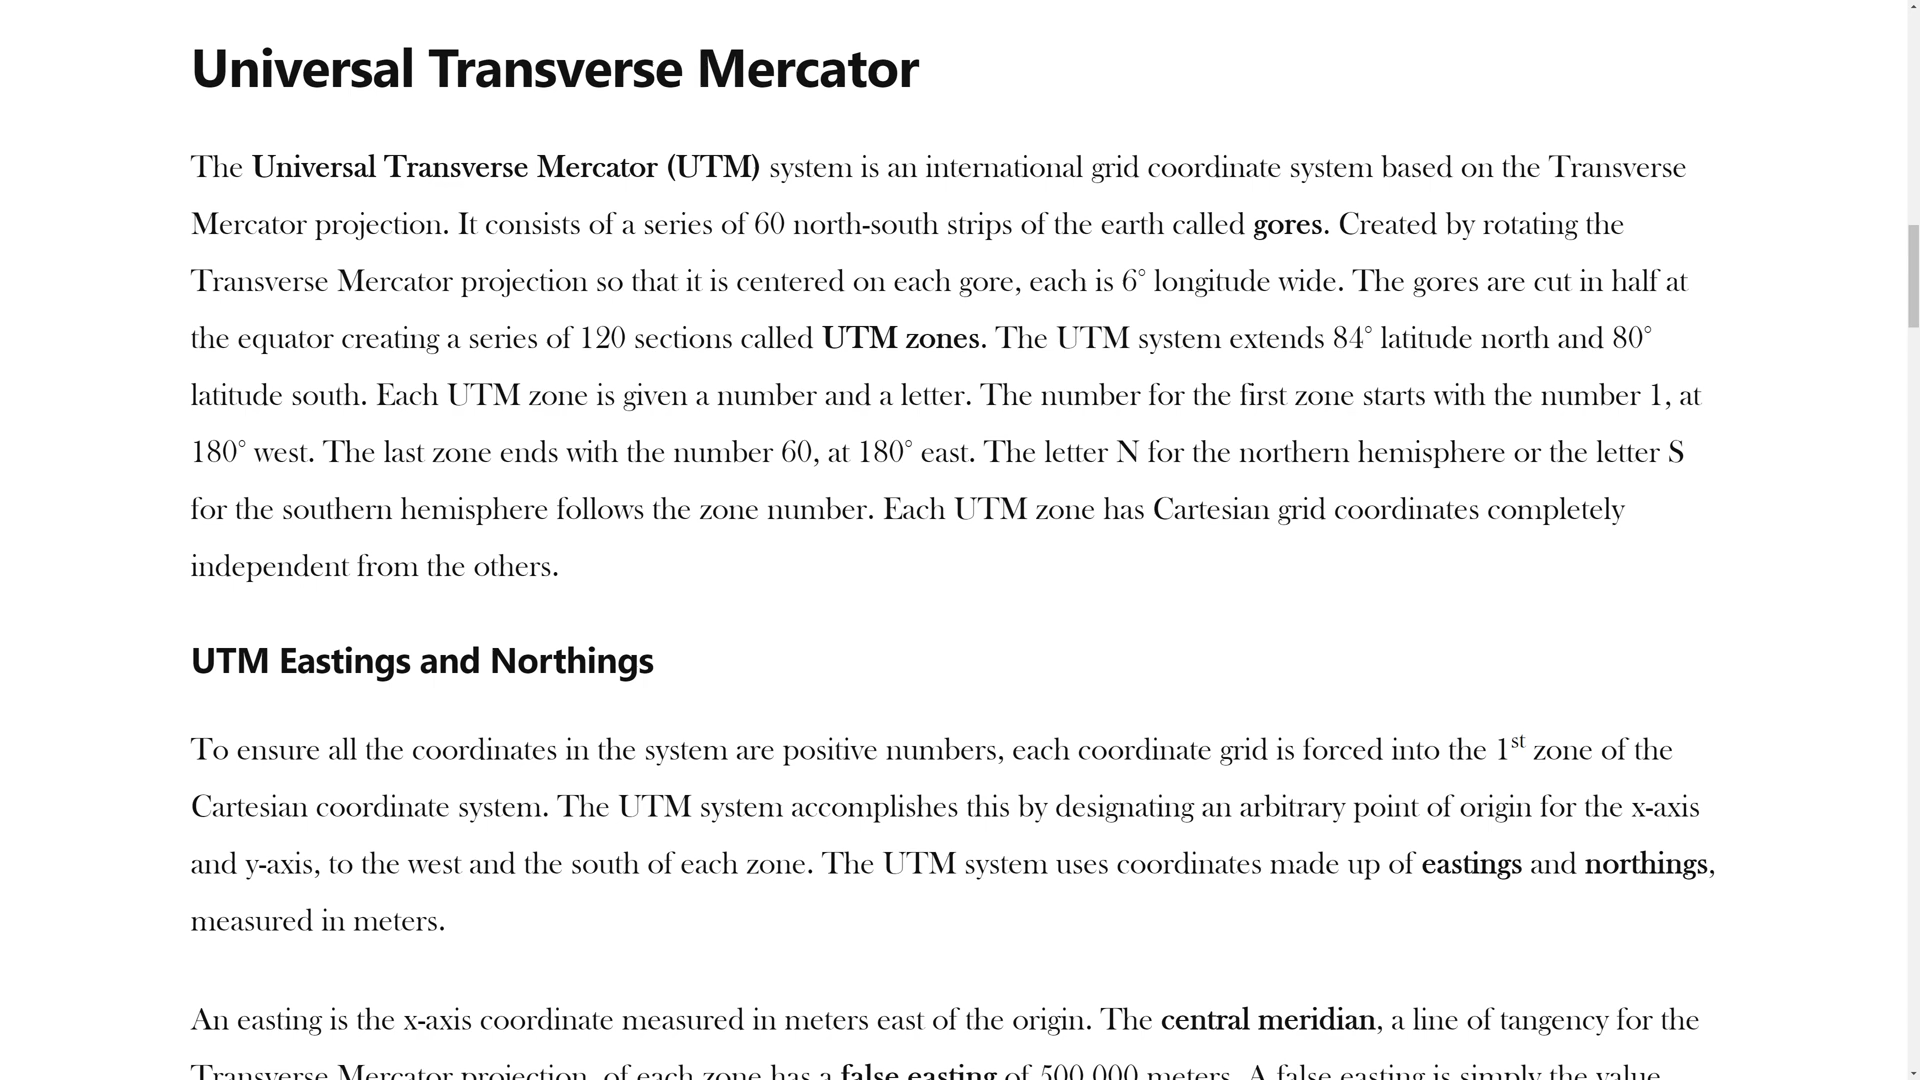 Universal Transverse Mercator
The Universal Transverse Mercator (UTM) system is an international grid coordinate system based on the Transverse
Mercator projection. It consists of a series of 60 north-south strips of the earth called gores. Created by rotating the
Transverse Mercator projection so that it is centered on each gore, each is 6° longitude wide. The gores are cut in half at
the equator creating a series of 120 sections called UTM zones. The UTM system extends 84° latitude north and 80°
latitude south. Each UTM zone is given a number and a letter. The number for the first zone starts with the number 1, at
180° west. The last zone ends with the number 60, at 180° east. The letter N for the northern hemisphere or the letter S
for the southern hemisphere follows the zone number. Each UTM zone has Cartesian grid coordinates completely
independent from the others.
UTM Eastings and Northings
To ensure all the coordinates in the system are positive numbers, each coordinate grid is forced into the 1st zone of the
Cartesian coordinate system. The UTM system accomplishes this by designating an arbitrary point of origin for the x-axis
and y-axis, to the west and the south of each zone. The UTM system uses coordinates made up of eastings and northings,
measured in meters.
An easting is the x-axis coordinate measured in meters east of the origin. The central meridian, a line of tangency for the
Transverse Mercator projection, of each zone has a false easting of 500,000 meters. A false easting is simply the value